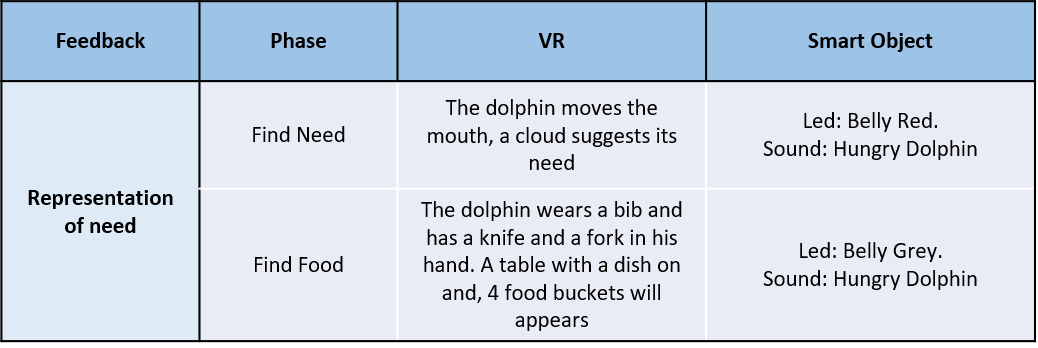 Feedback
Phase
VR
Smart Object
Representation
of need
Find Need
The dolphin moves the
mouth, a cloud suggests its
need
Led: Belly Red.
Sound: Hungry Dolphin
Find Food
The dolphin wears a bib and
has a knife and a fork in his
hand. A table with a dish on
and, 4 food buckets will
appears
Led: Belly Grey.
Sound: Hungry Dolphin